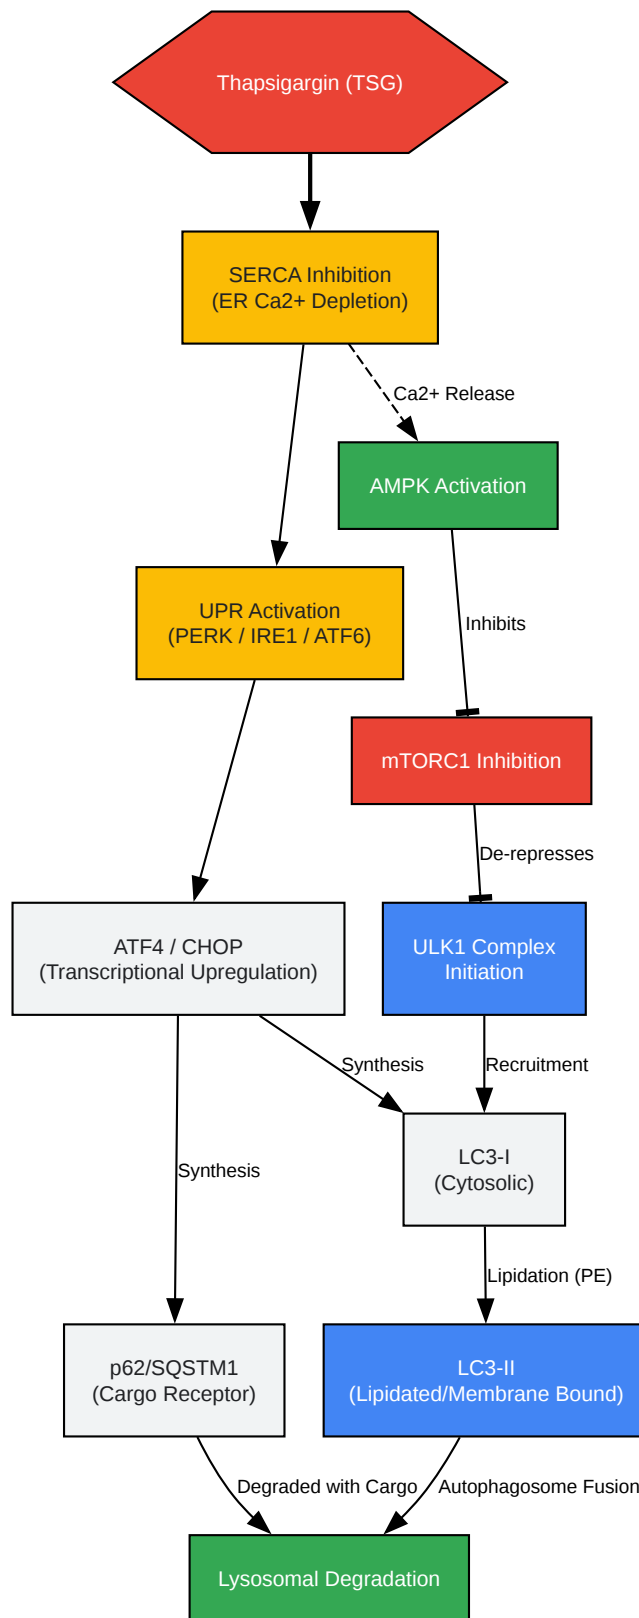 Thapsigargin (TSG)
SERCA Inhibition
(ER Ca2+ Depletion)
Ca2+ Release
AMPK Activation
UPR Activation
(PERK / IRE1 / ATF6)
Inhibits
mTORC1 Inhibition
De-represses
ATF4 / CHOP
(Transcriptional Upregulation)
ULK1 Complex
Initiation
Synthesis
Recruitment
LC3-I
(Cytosolic)
Synthesis
Lipidation (PE)
p62/SQSTM1
(Cargo Receptor)
LC3-II
(Lipidated/Membrane Bound)
Degraded with Cargo
Autophagosome Fusion
Lysosomal Degradation